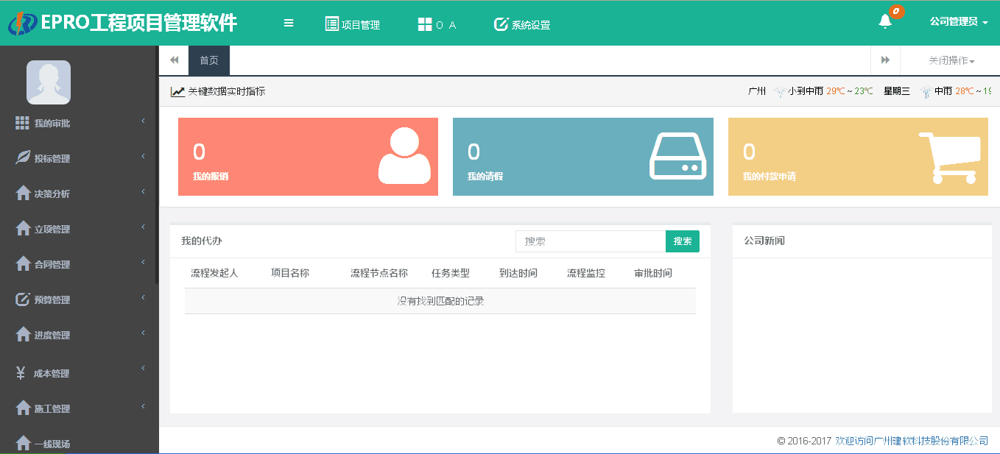 EPRO工程项目管理软件
项目管理
O A
系统设置
0
公司管理员
首页
关闭操作
关键数据实时指标
广州 小到中雨 29℃ ~ 23℃ 星期三 中雨 28℃ ~ 19
我的审批
投标管理
决策分析
立项管理
合同管理
预算管理
进度管理
成本管理
施工管理
一线现场
0
我的报销
0
我的请假
0
我的付款申请
我的代办
搜索
搜索
流程发起人 项目名称 流程节点名称 任务类型 到达时间 流程监控 审批时间
没有找到匹配的记录
公司新闻
© 2016-2017 欢迎访问广州建软科技股份有限公司